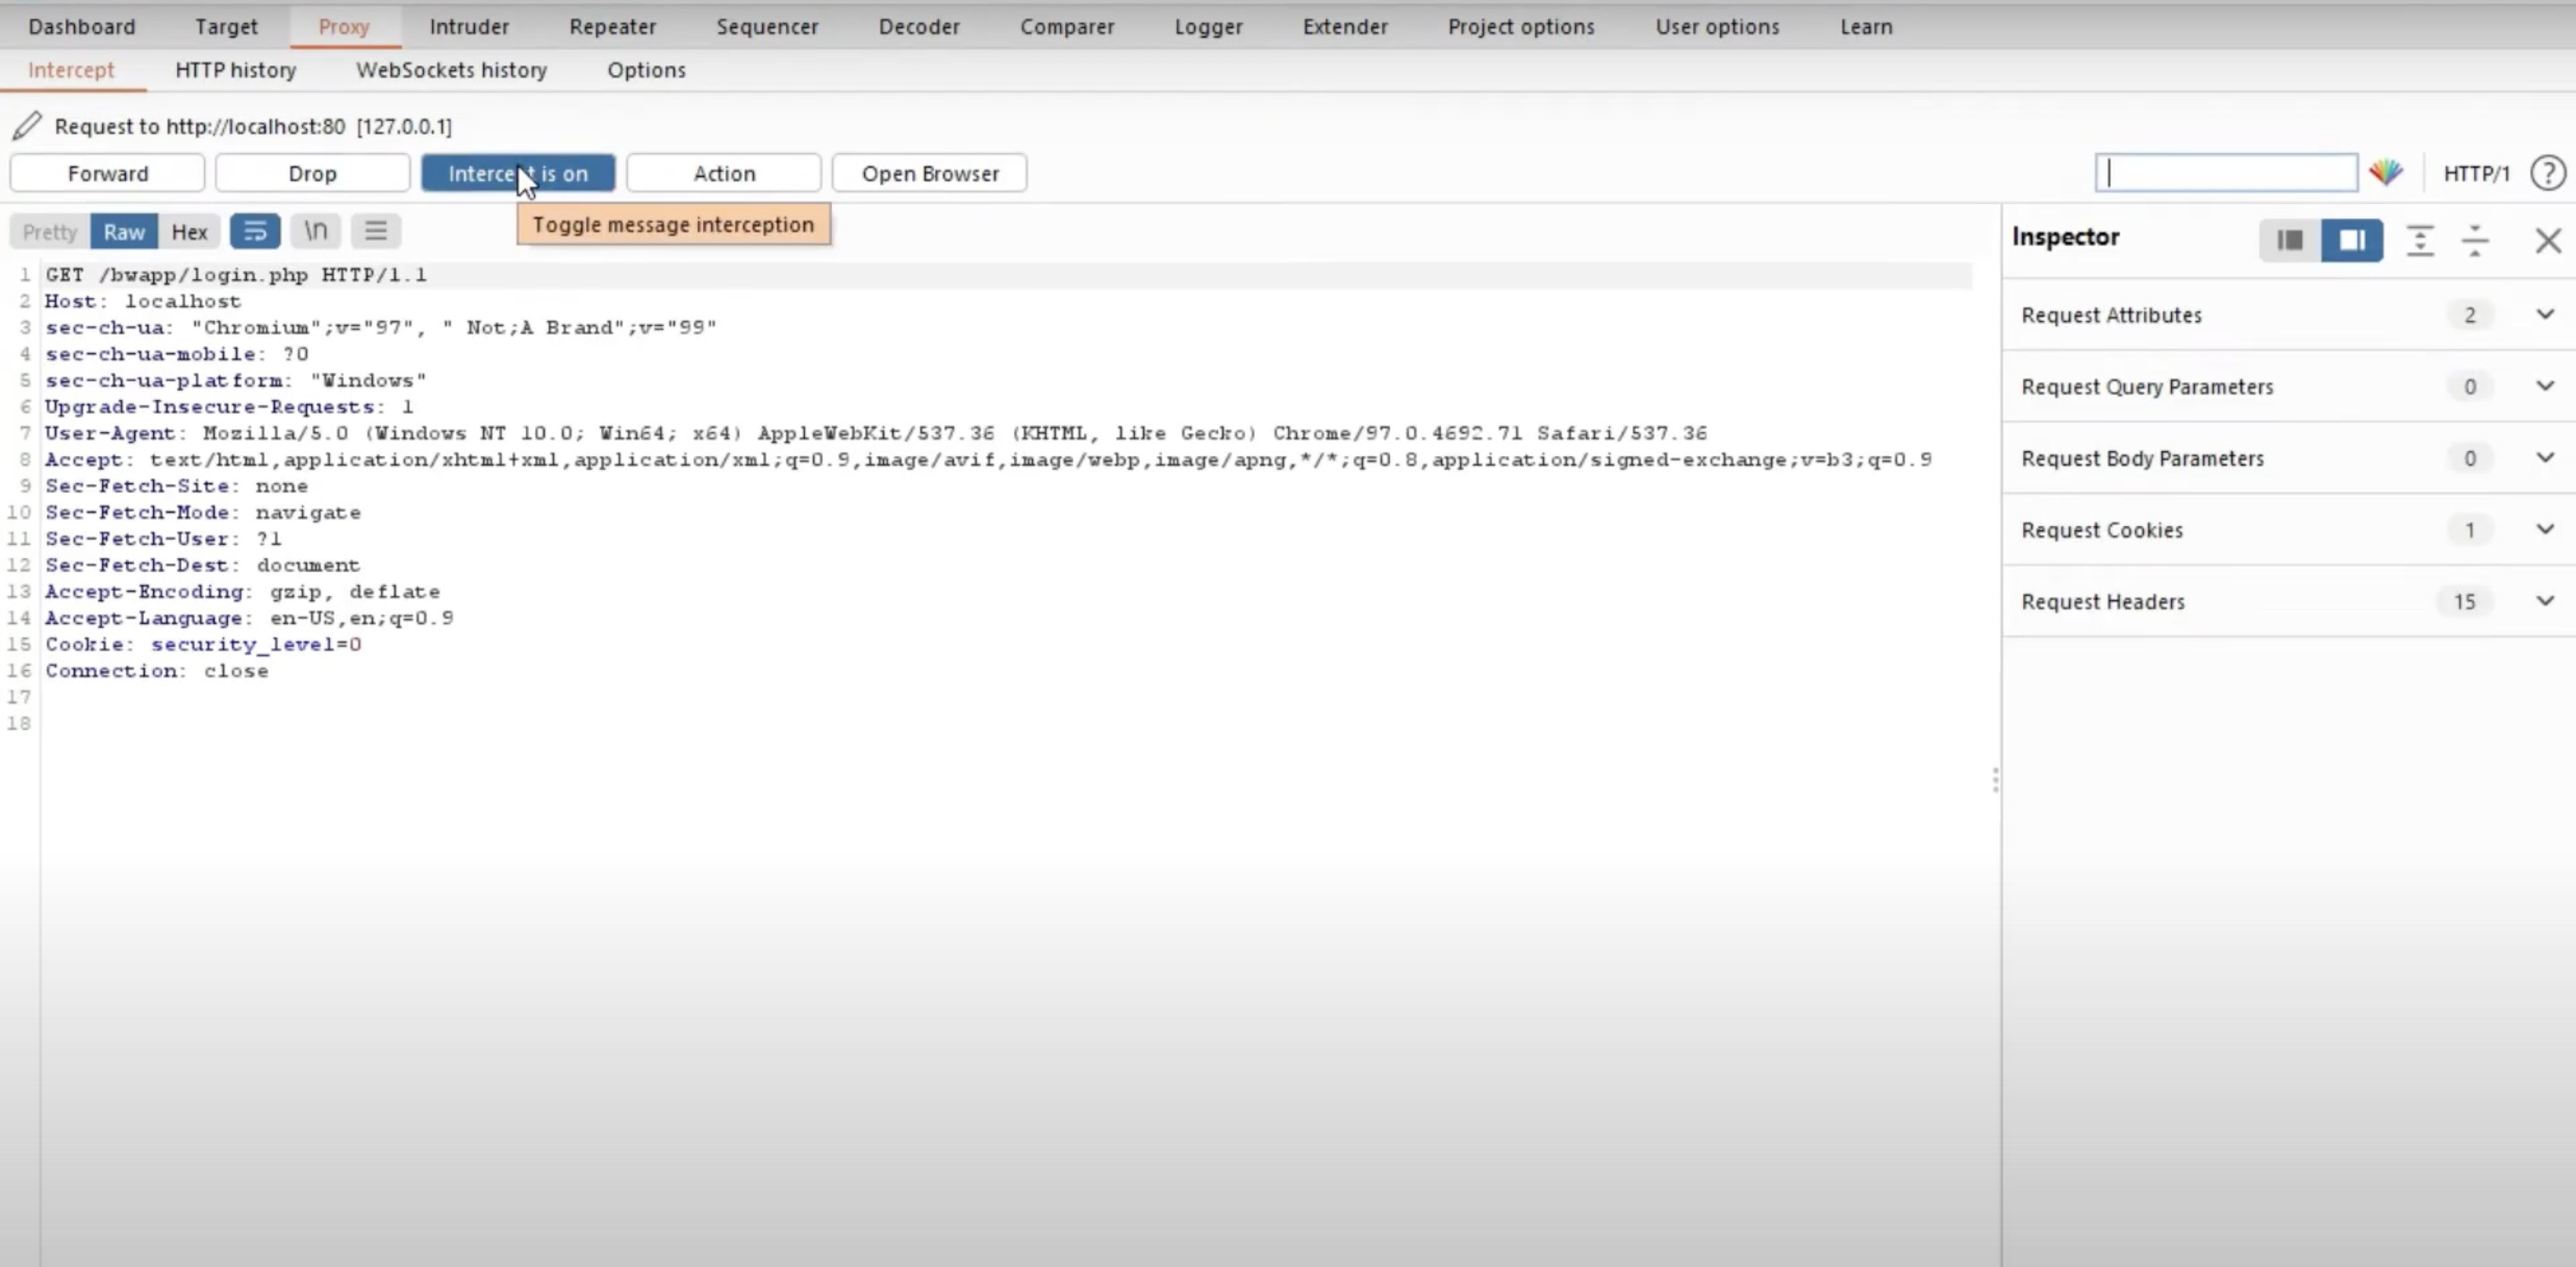 Dashboard Target Proxy Intruder Repeater Sequencer Decoder Comparer Logger Extender Project options User options Learn
Intercept HTTP history WebSockets history Options
Request to http://localhost:80 [127.0.0.1]
Forward Drop Intercept is on Action Open Browser HTTP/1 ?
Toggle message interception
Pretty Raw Hex \n
Inspector
1 GET /bwapp/login.php HTTP/1.1
2 Host: localhost
3 sec-ch-ua: "Chromium";v="97", " Not;A Brand";v="99"
4 sec-ch-ua-mobile: ?0
5 sec-ch-ua-platform: "Windows"
6 Upgrade-Insecure-Requests: 1
7 User-Agent: Mozilla/5.0 (Windows NT 10.0; Win64; x64) AppleWebKit/537.36 (KHTML, like Gecko) Chrome/97.0.4692.71 Safari/537.36
8 Accept: text/html,application/xhtml+xml,application/xml;q=0.9,image/avif,image/webp,image/apng,*/*;q=0.8,application/signed-exchange;v=b3;q=0.9
9 Sec-Fetch-Site: none
10 Sec-Fetch-Mode: navigate
11 Sec-Fetch-User: ?1
12 Sec-Fetch-Dest: document
13 Accept-Encoding: gzip, deflate
14 Accept-Language: en-US,en;q=0.9
15 Cookie: security_level=0
16 Connection: close
17
18
Request Attributes 2
Request Query Parameters 0
Request Body Parameters 0
Request Cookies 1
Request Headers 15